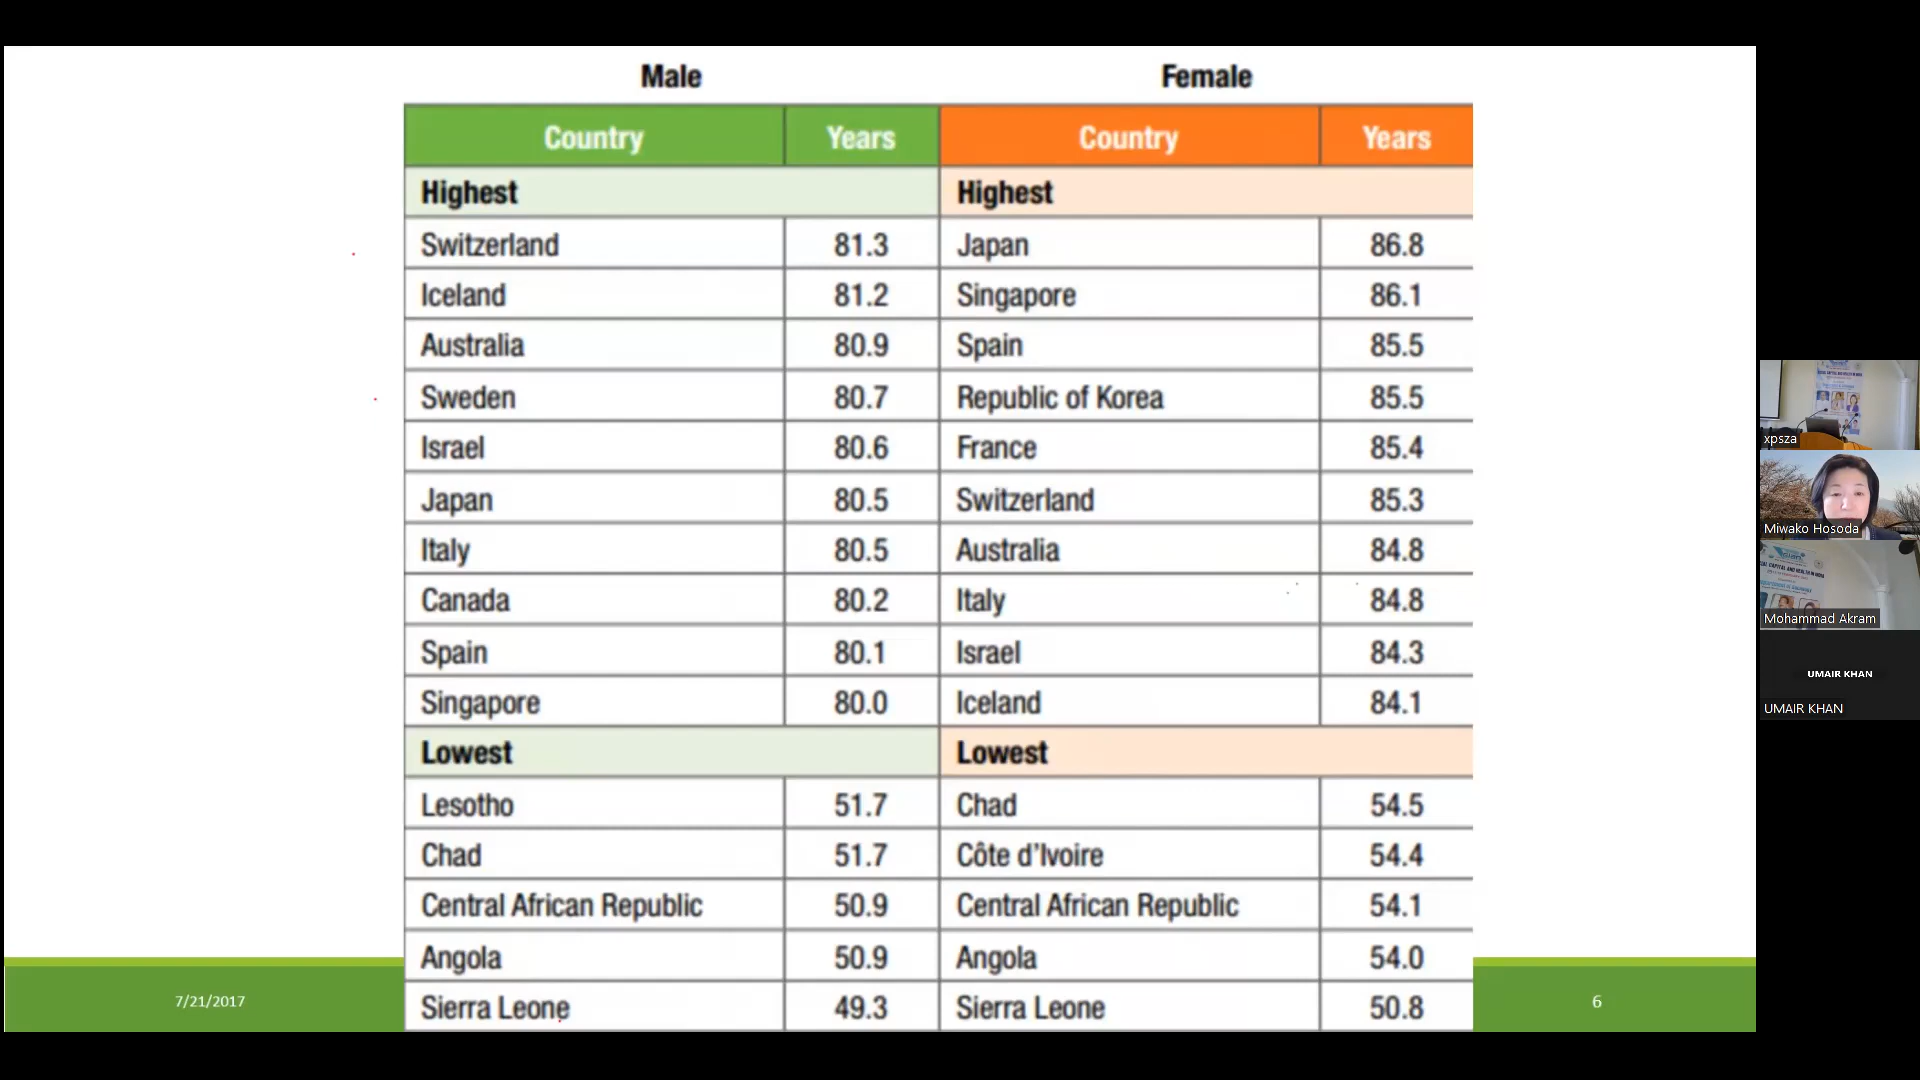 Male Female
Country Years Country Years
Highest Highest
Switzerland 81.3 Japan 86.8
Iceland 81.2 Singapore 86.1
Australia 80.9 Spain 85.5
Sweden 80.7 Republic of Korea 85.5
Israel 80.6 France 85.4
Japan 80.5 Switzerland 85.3
Italy 80.5 Australia 84.8
Canada 80.2 Italy 84.8
Spain 80.1 Israel 84.3
Singapore 80.0 Iceland 84.1
Lowest Lowest
Lesotho 51.7 Chad 54.5
Chad 51.7 Côte d'Ivoire 54.4
Central African Republic 50.9 Central African Republic 54.1
Angola 50.9 Angola 54.0
Sierra Leone 49.3 Sierra Leone 50.8
7/21/2017
6
xpsza
Miwako Hosoda
CAPITAL AND HEALTH IN INDIA
Mohammad Akram
UMAIR KHAN
UMAIR KHAN